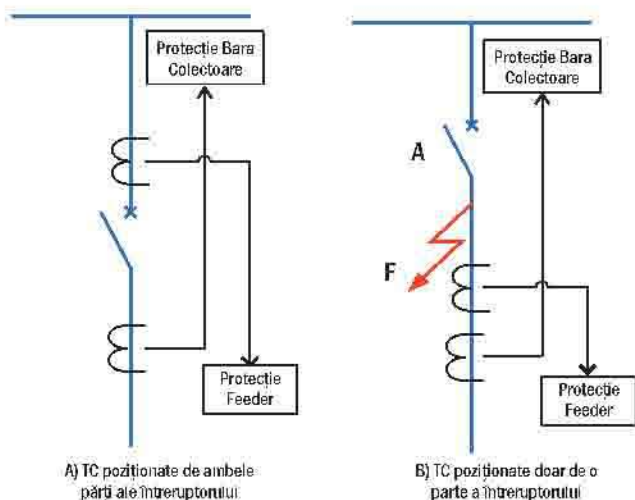 Protecție Bara
Colectoare
Protecție
Feeder
A) TC poziționate de ambele
părți ale întreruptorului
Protecție Bara
Colectoare
A
F
Protecție
Feeder
B) TC poziționate doar de o
parte a întreruptorului